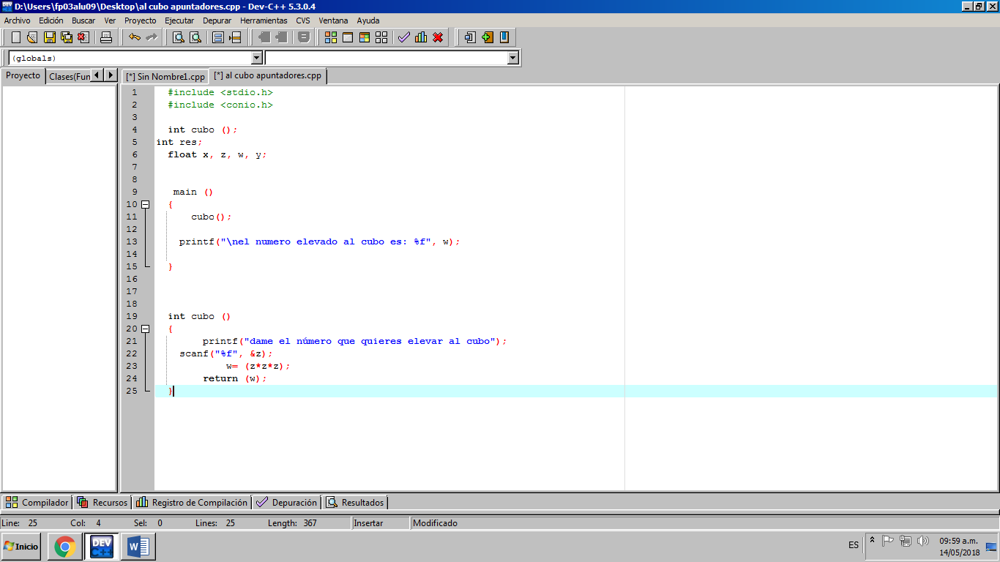 D:\Users\fp03alu09\Desktop\al cubo apuntadores.cpp - Dev-C++ 5.3.0.4
Archivo Edición Buscar Ver Proyecto Ejecutar Depurar Herramientas CVS Ventana Ayuda
(globals)
Proyecto Clases(Fun [*] Sin Nombre1.cpp [*] al cubo apuntadores.cpp
1 #include <stdio.h>
2 #include <conio.h>
3
4 int cubo ();
5 int res;
6 float x, z, w, y;
7
8
9 main ()
10 {
11 cubo();
12
13 printf("\nel numero elevado al cubo es: %f", w);
14
15 }
16
17
18
19 int cubo ()
20 {
21 printf("dame el número que quieres elevar al cubo");
22 scanf("%f", &z);
23 w= (z*z*z);
24 return (w);
25 }
Compilador Recursos Registro de Compilación Depuración Resultados
Line: 25 Col: 4 Sel: 0 Lines: 25 Length: 367 Insertar Modificado
Inicio DEV C++ W ES 09:59 a.m.
14/05/2018